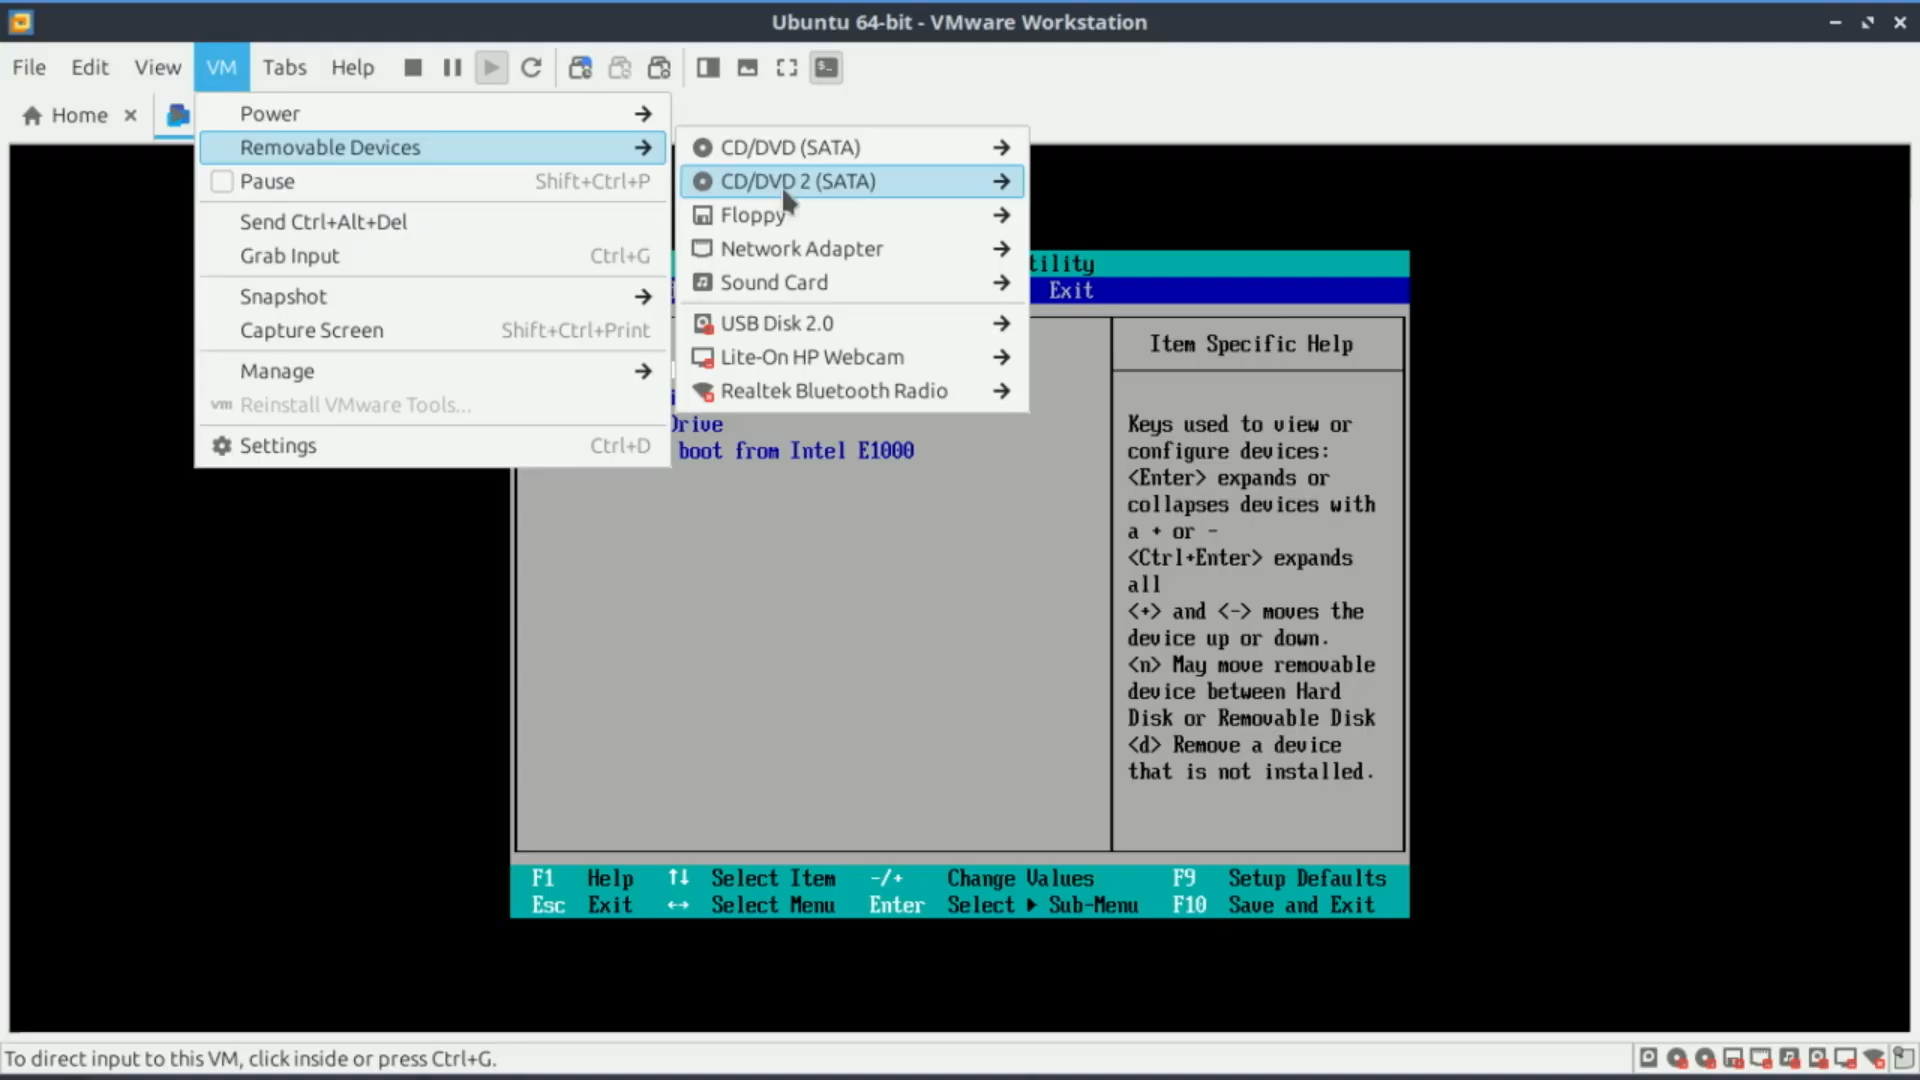 Ubuntu 64-bit - VMware Workstation
File Edit View VM Tabs Help
Home
Power
Removable Devices
Pause Shift+Ctrl+P
Send Ctrl+Alt+Del
Grab Input Ctrl+G
Snapshot
Capture Screen Shift+Ctrl+Print
Manage
vm Reinstall VMware Tools...
Settings Ctrl+D
CD/DVD (SATA)
CD/DVD 2 (SATA)
Floppy
Network Adapter
Sound Card
USB Disk 2.0
Lite-On HP Webcam
Realtek Bluetooth Radio
tility
Exit
Drive
boot from Intel E1000
Item Specific Help
Keys used to view or
configure devices:
<Enter> expands or
collapses devices with
a + or -
<Ctrl+Enter> expands
all
<+> and <-> moves the
device up or down.
<n> May move removable
device between Hard
Disk or Removable Disk
<d> Remove a device
that is not installed.
F1 Help ↑↓ Select Item -/+ Change Values F9 Setup Defaults
Esc Exit ↔ Select Menu Enter Select ▶ Sub-Menu F10 Save and Exit
To direct input to this VM, click inside or press Ctrl+G.